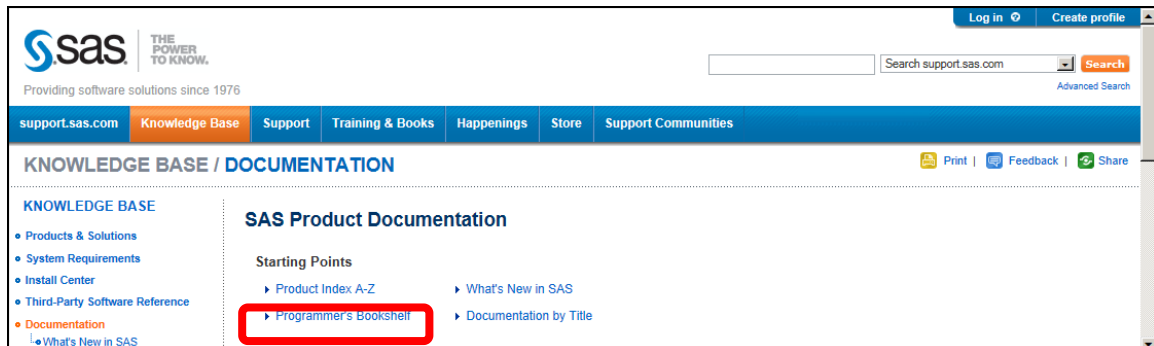 Log in Create profile
sas THE POWER TO KNOW.
Search support.sas.com Search
Providing software solutions since 1976
Advanced Search
support.sas.com Knowledge Base Support Training & Books Happenings Store Support Communities
KNOWLEDGE BASE / DOCUMENTATION
Print | Feedback | Share
KNOWLEDGE BASE
Products & Solutions
System Requirements
Install Center
Third-Party Software Reference
Documentation
What's New in SAS
SAS Product Documentation
Starting Points
Product Index A-Z What's New in SAS
Programmer's Bookshelf Documentation by Title